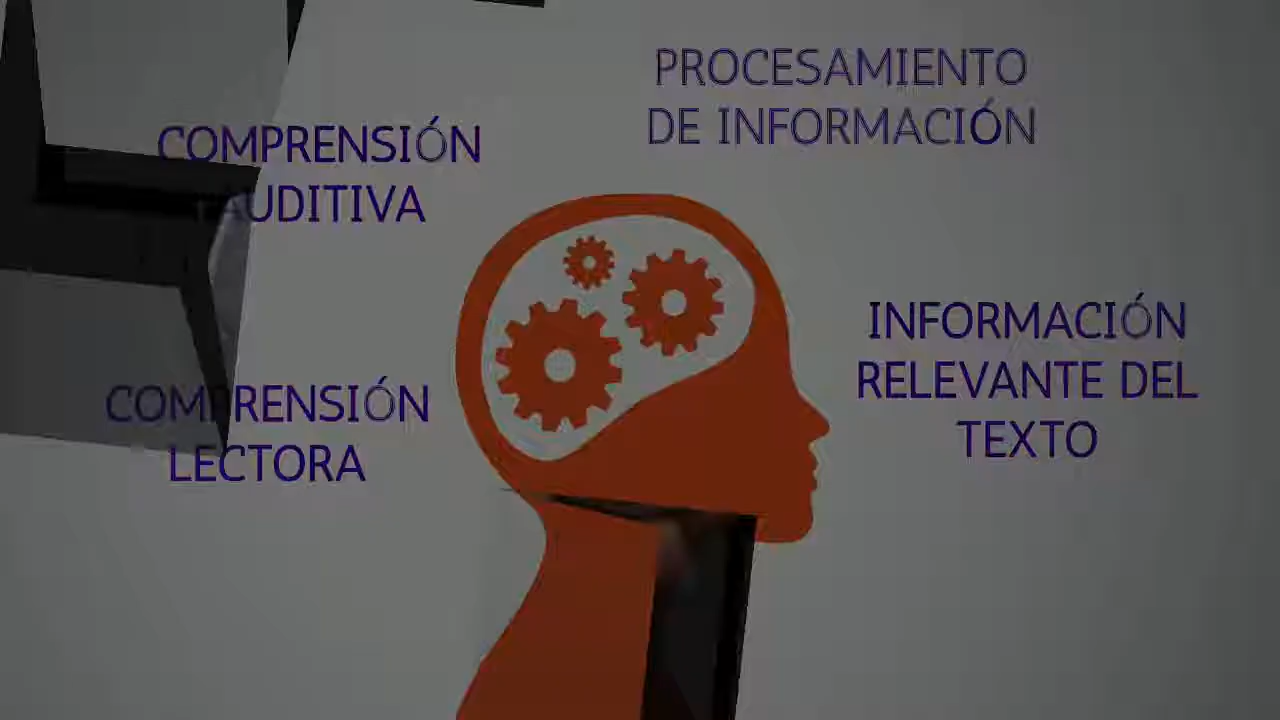 PROCESAMIENTO
DE INFORMACIÓN
COMPRENSIÓN
AUDITIVA
INFORMACIÓN
RELEVANTE DEL
TEXTO
COMPRENSIÓN
LECTORA